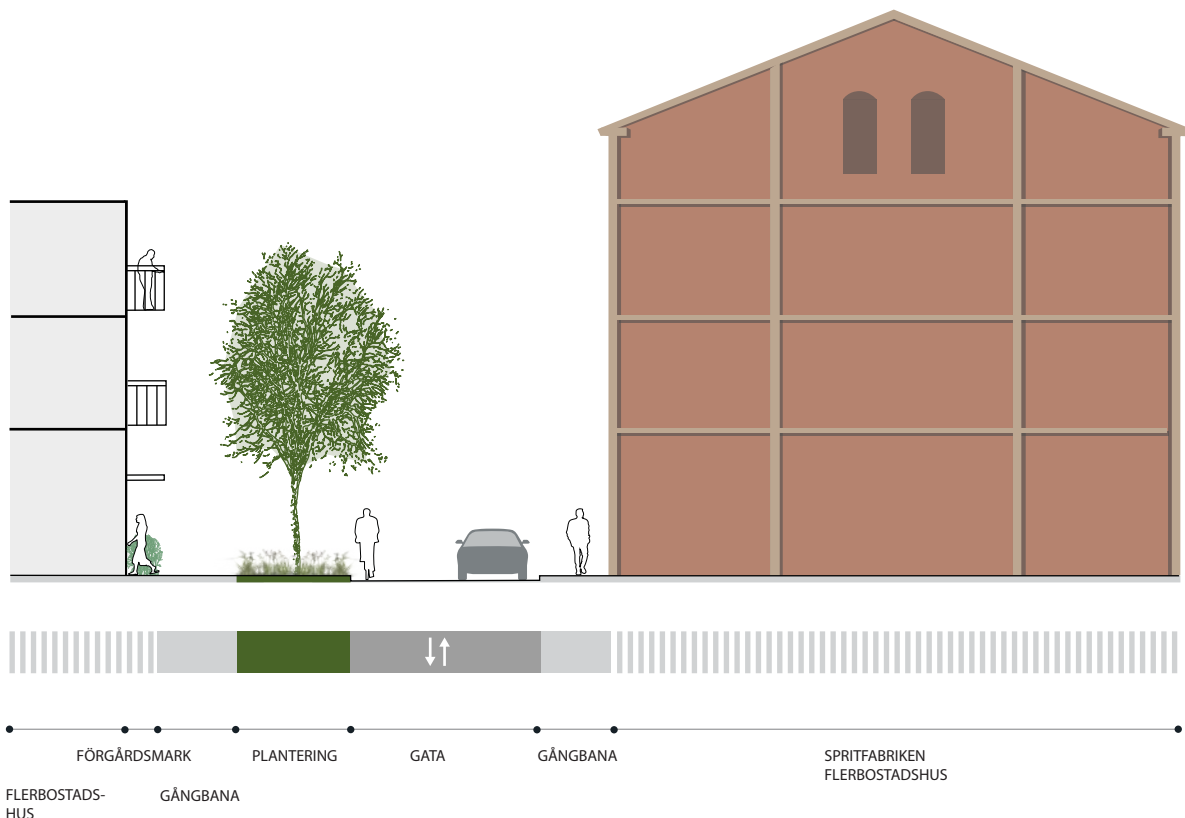 FÖRGÅRDSMARK
PLANTERING
GATA
GÅNGBANA
SPRITFABRIKEN
FLERBOSTADSHUS
FLERBOSTADS-
HUS
GÅNGBANA